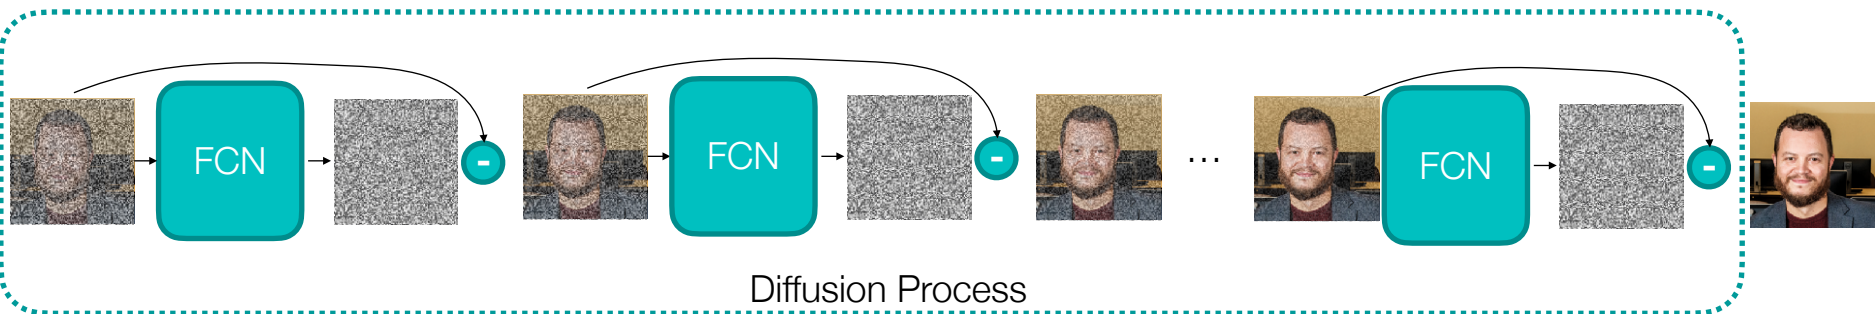 FCN
-
FCN
-
...
FCN
-
Diffusion Process